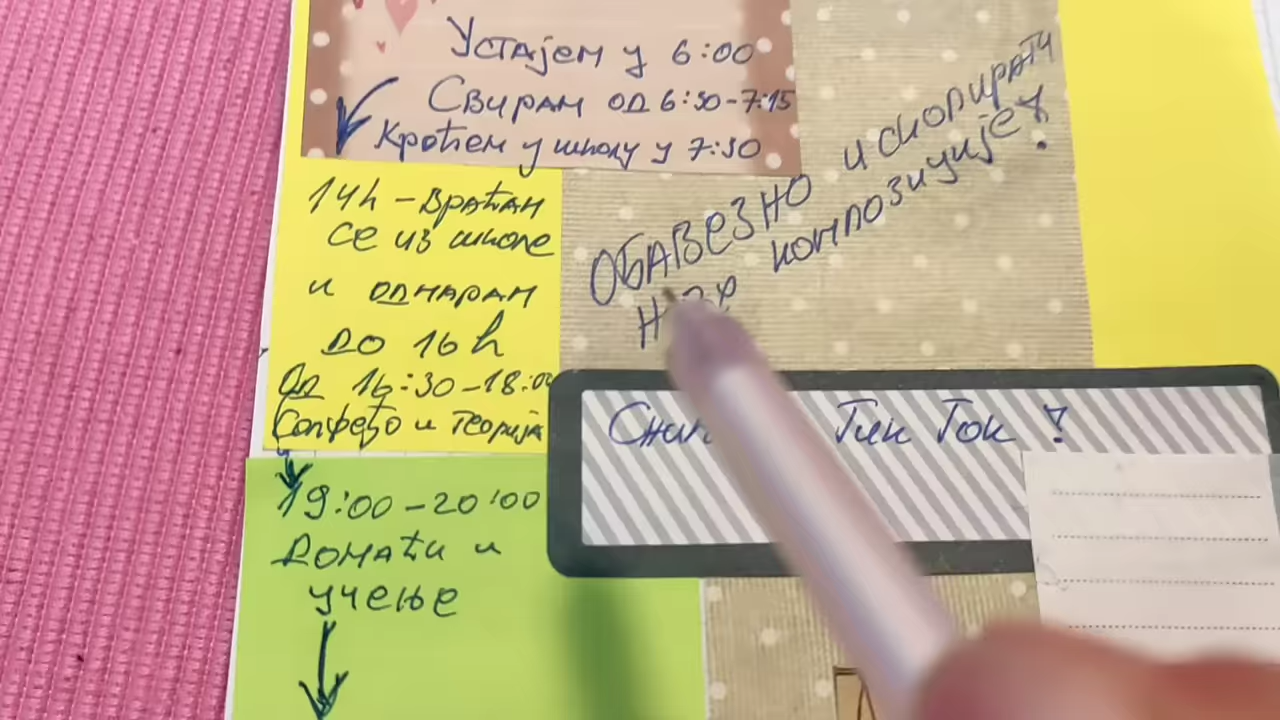 Устајем у 6:00
Свирам од 6:30-7:15
Крећем у школу у 7:30
14h - Враћам
се из школе
и одмарам
до 16h
Од 16:30-18:00
Солфеђо и Теорија
19:00-20:00
Домаћи и
учење
ОБАВЕЗНО испланирати
композиције!
Тик Ток !